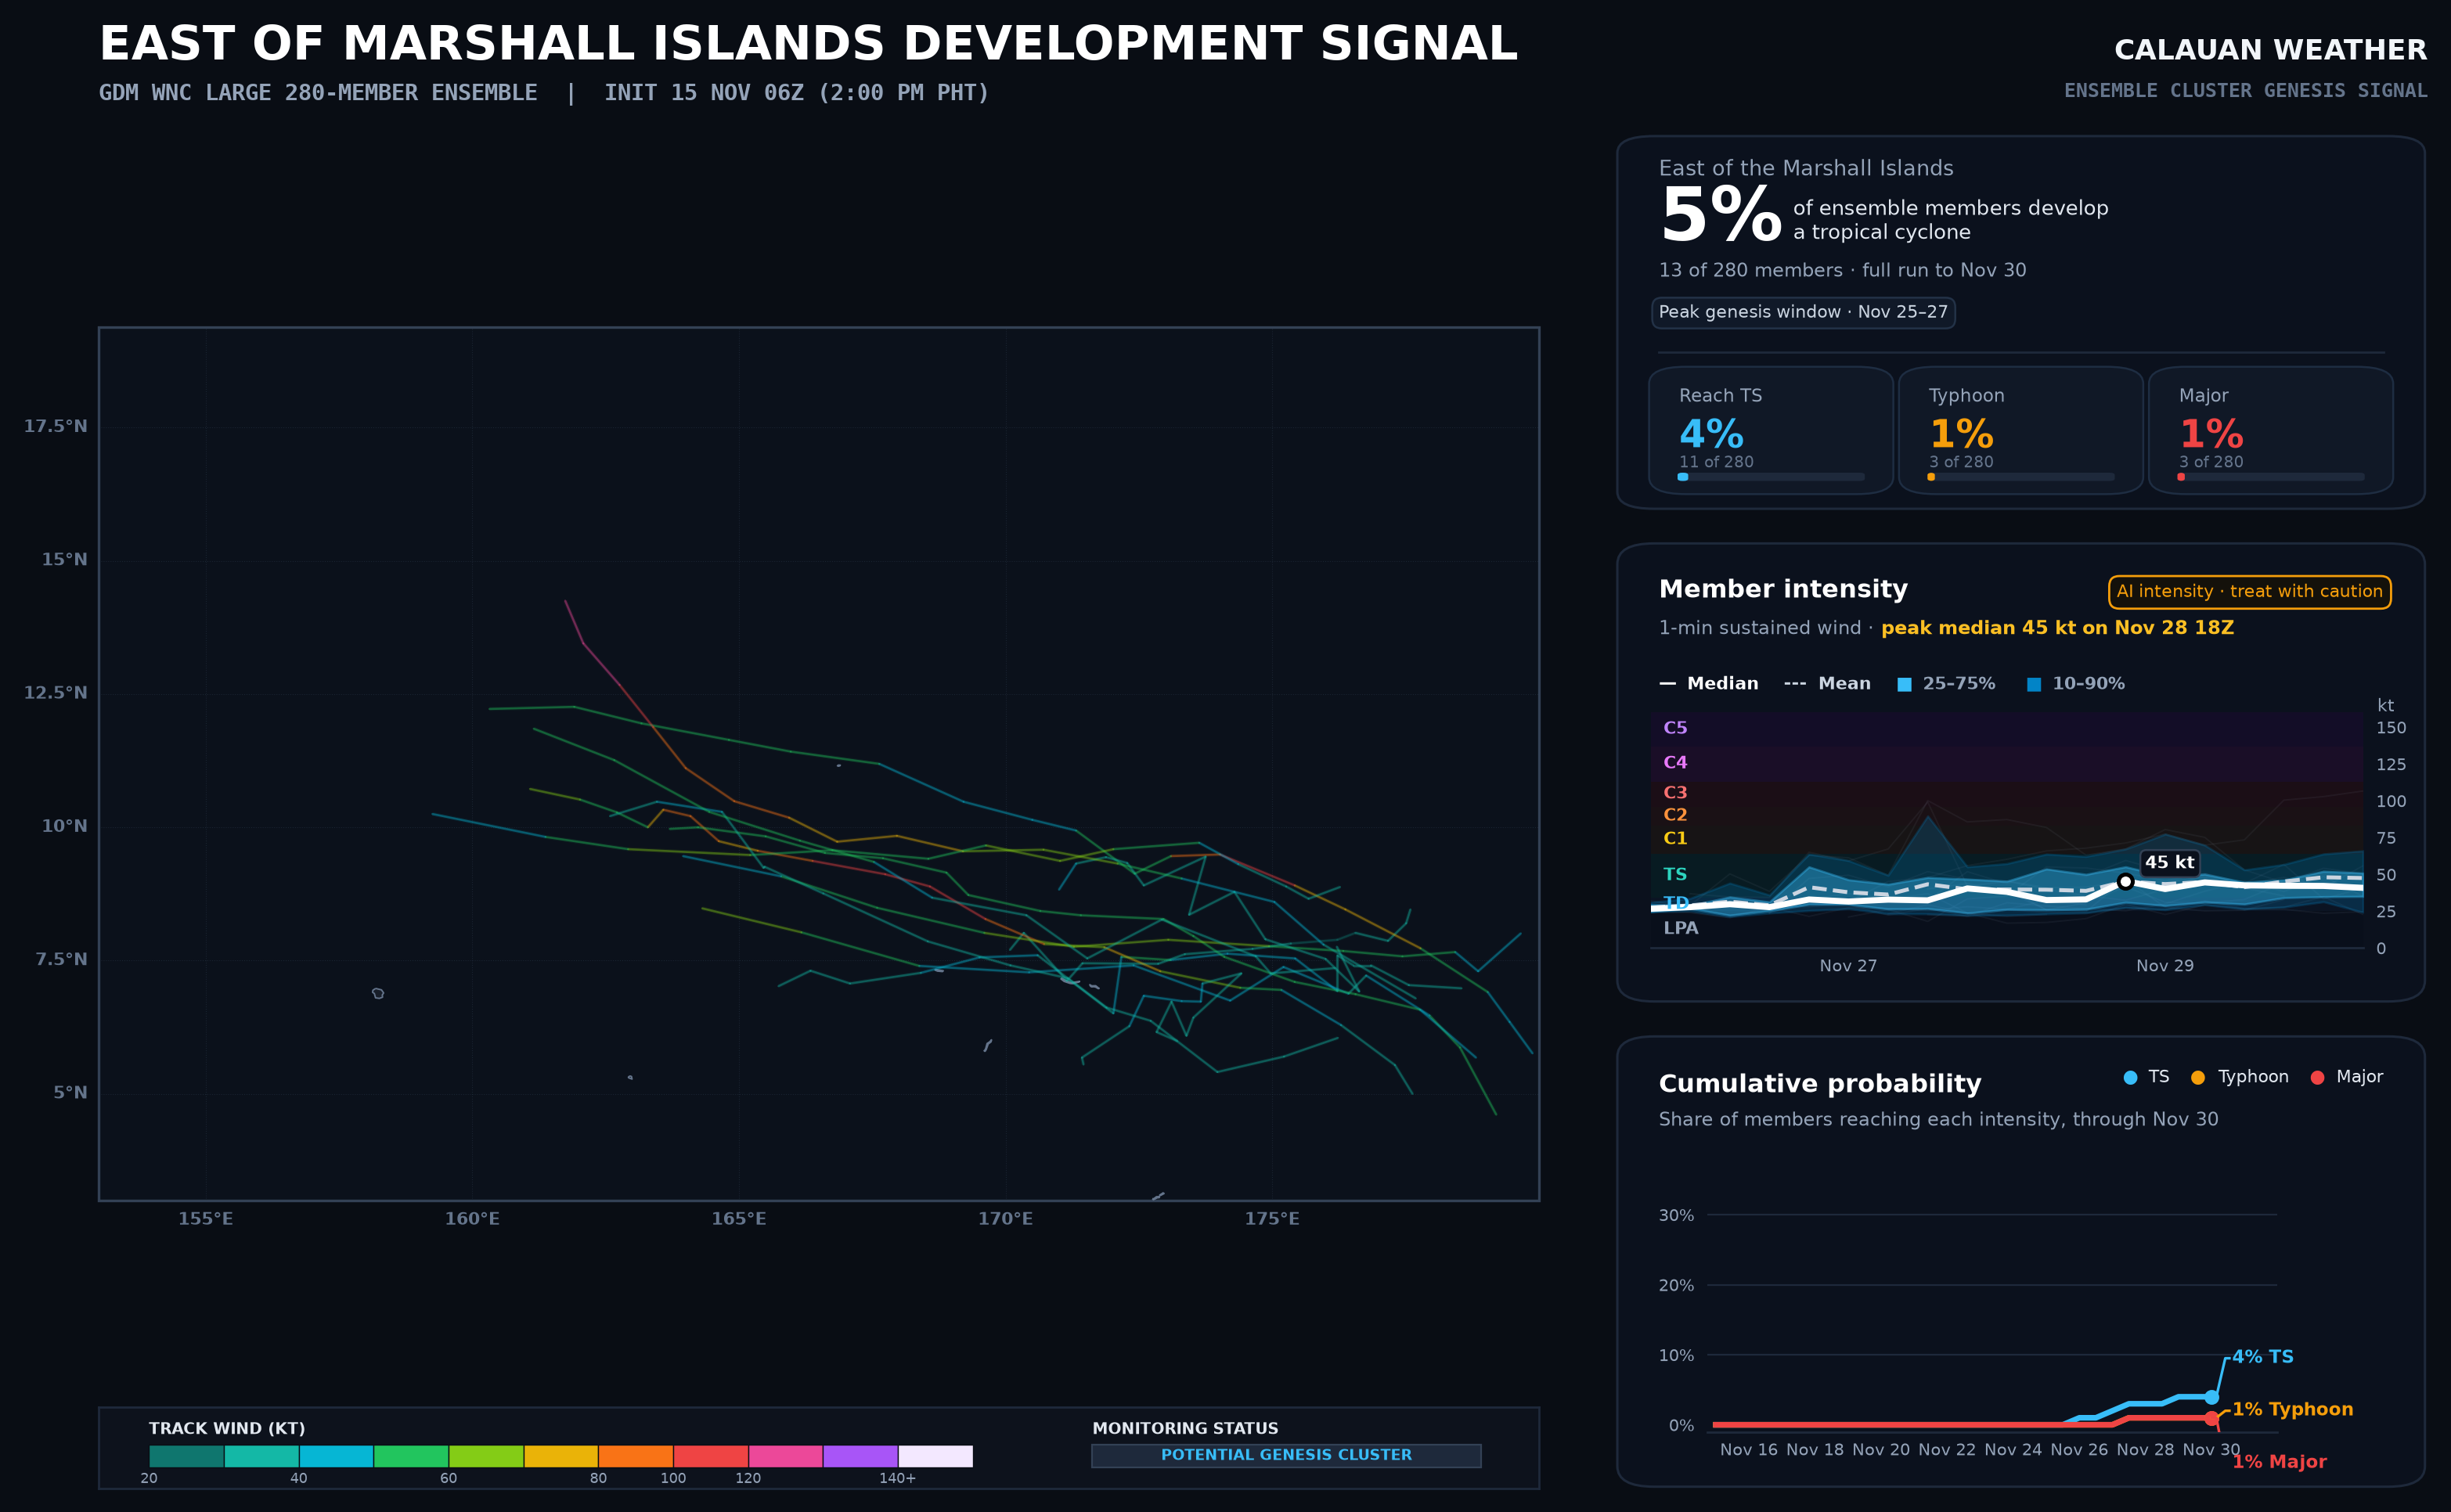 EAST OF MARSHALL ISLANDS DEVELOPMENT SIGNAL
GDM WNC LARGE 280-MEMBER ENSEMBLE | INIT 15 NOV 06Z (2:00 PM PHT)
CALAUAN WEATHER
ENSEMBLE CLUSTER GENESIS SIGNAL
17.5°N
15°N
12.5°N
10°N
7.5°N
5°N
155°E 160°E 165°E 170°E 175°E
TRACK WIND (KT)
20 40 60 80 100 120 140+
MONITORING STATUS
POTENTIAL GENESIS CLUSTER
East of the Marshall Islands
5% of ensemble members develop
a tropical cyclone
13 of 280 members · full run to Nov 30
Peak genesis window · Nov 25–27
Reach TS
4%
11 of 280
Typhoon
1%
3 of 280
Major
1%
3 of 280
Member intensity
AI intensity · treat with caution
1-min sustained wind · peak median 45 kt on Nov 28 18Z
Median Mean 25–75% 10–90%
kt
C5 150
C4 125
C3 100
C2
C1 75
45 kt
TS 50
TD 25
LPA
0
Nov 27 Nov 29
Cumulative probability
TS Typhoon Major
Share of members reaching each intensity, through Nov 30
30%
20%
10%
0%
4% TS
1% Typhoon
1% Major
Nov 16 Nov 18 Nov 20 Nov 22 Nov 24 Nov 26 Nov 28 Nov 30